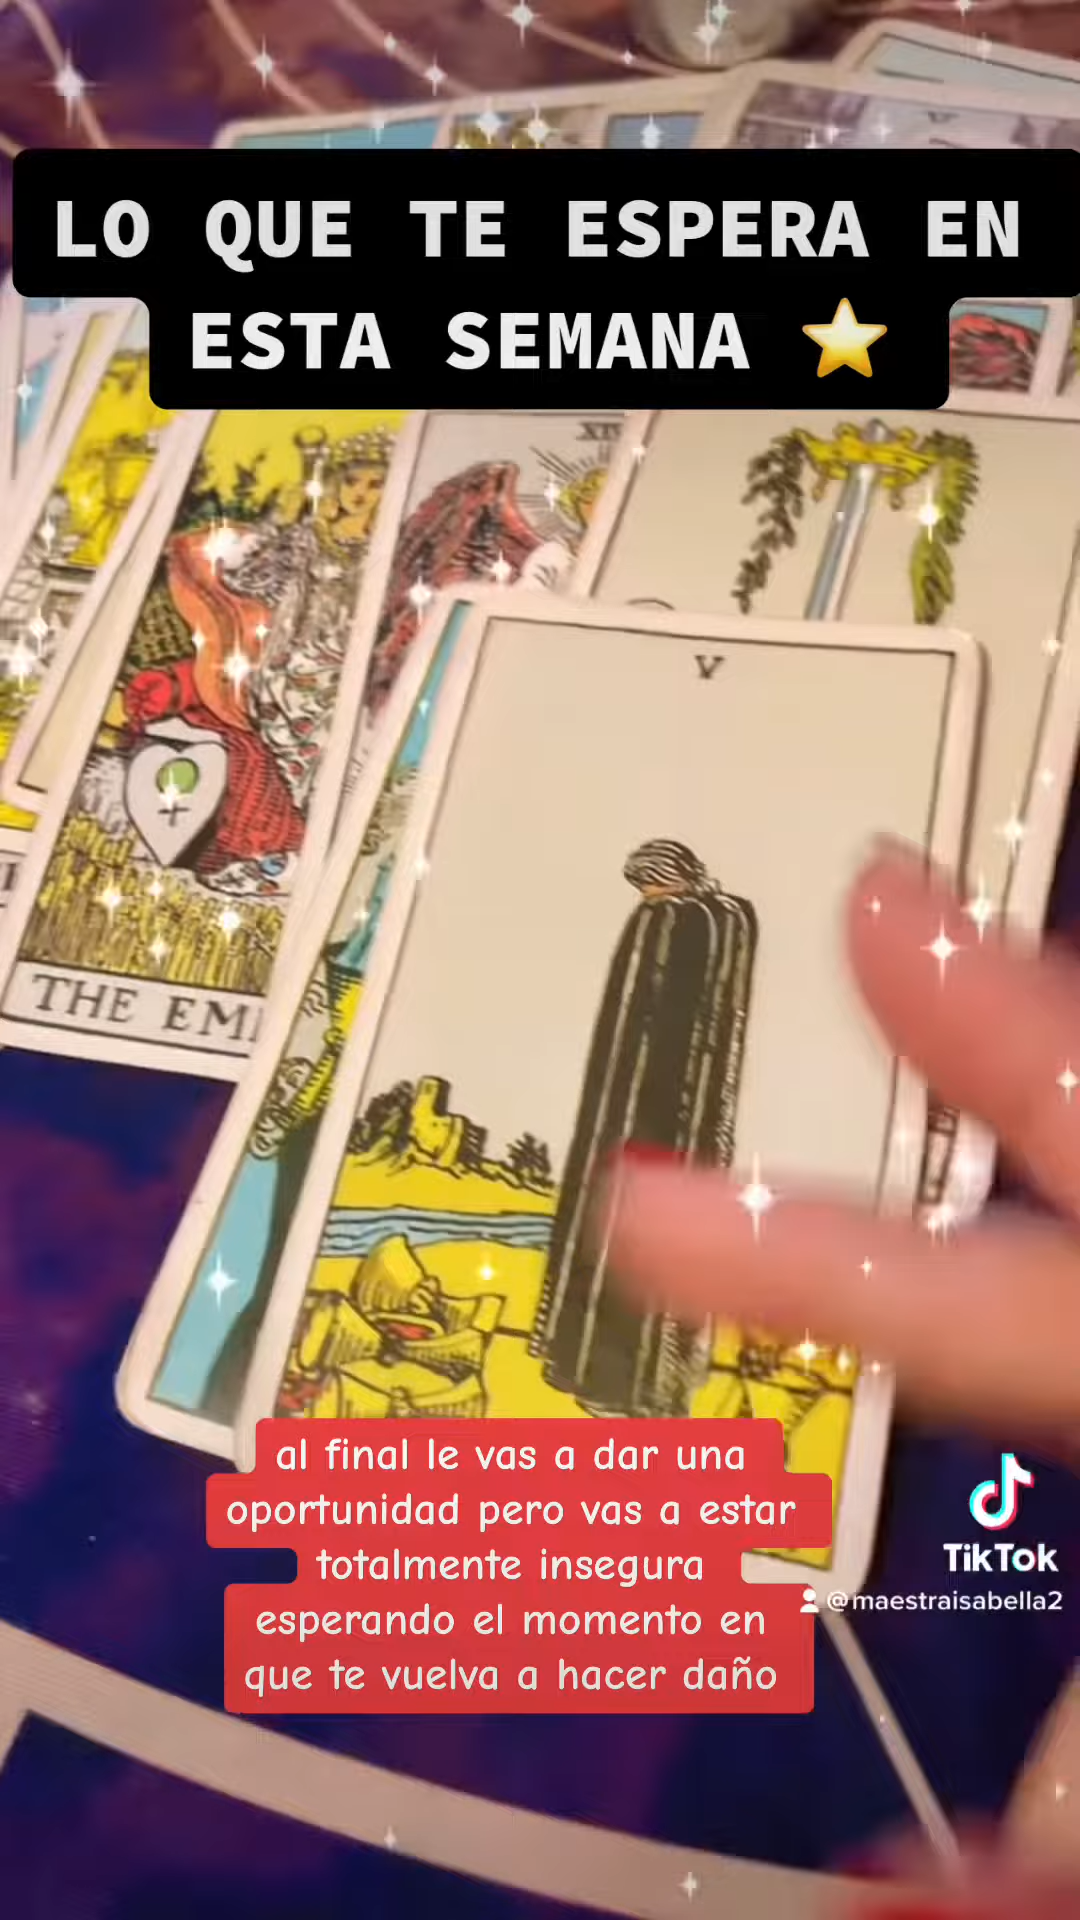 LO QUE TE ESPERA EN
ESTA SEMANA ⭐
XIV
V
THE EM
al final le vas a dar una
oportunidad pero vas a estar
totalmente insegura
esperando el momento en
que te vuelva a hacer daño
TikTok
@maestraisabella2